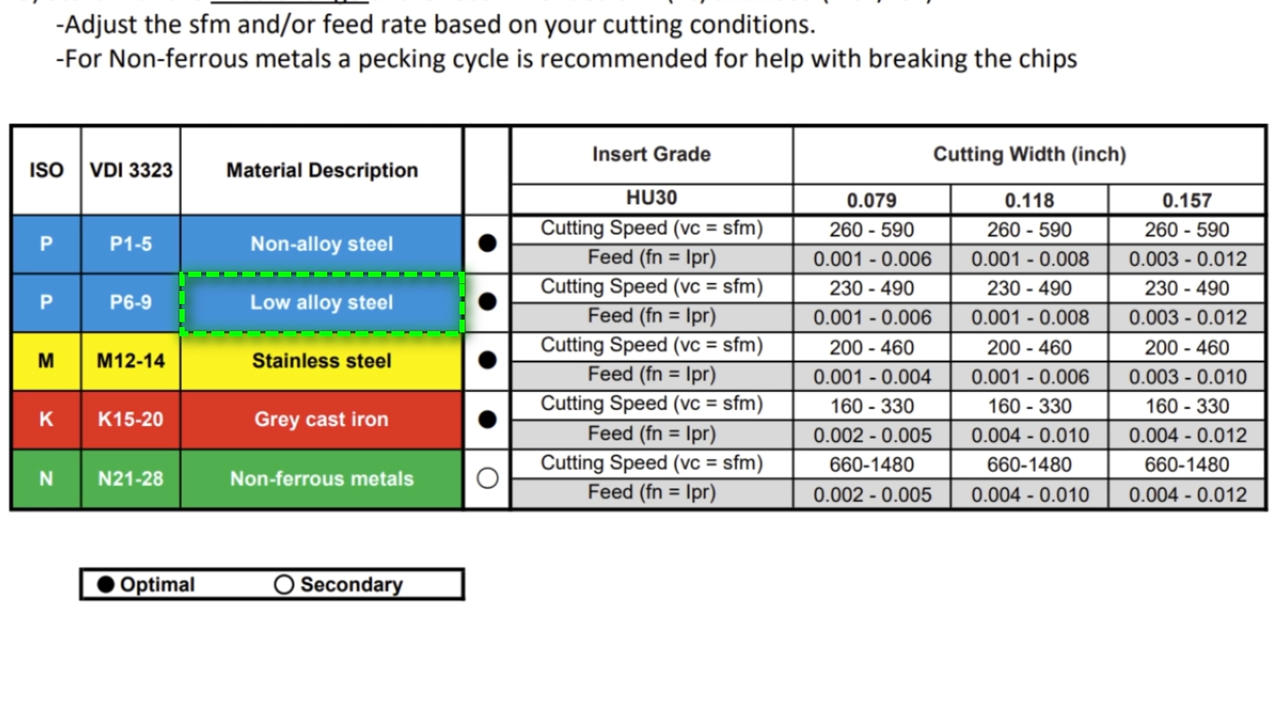 -Adjust the sfm and/or feed rate based on your cutting conditions.
-For Non-ferrous metals a pecking cycle is recommended for help with breaking the chips
ISO VDI 3323 Material Description Insert Grade Cutting Width (inch)
HU30 0.079 0.118 0.157
P P1-5 Non-alloy steel Cutting Speed (vc = sfm) 260 - 590 260 - 590 260 - 590
Feed (fn = Ipr) 0.001 - 0.006 0.001 - 0.008 0.003 - 0.012
P P6-9 Low alloy steel Cutting Speed (vc = sfm) 230 - 490 230 - 490 230 - 490
Feed (fn = Ipr) 0.001 - 0.006 0.001 - 0.008 0.003 - 0.012
M M12-14 Stainless steel Cutting Speed (vc = sfm) 200 - 460 200 - 460 200 - 460
Feed (fn = Ipr) 0.001 - 0.004 0.001 - 0.006 0.003 - 0.010
K K15-20 Grey cast iron Cutting Speed (vc = sfm) 160 - 330 160 - 330 160 - 330
Feed (fn = Ipr) 0.002 - 0.005 0.004 - 0.010 0.004 - 0.012
N N21-28 Non-ferrous metals Cutting Speed (vc = sfm) 660-1480 660-1480 660-1480
Feed (fn = Ipr) 0.002 - 0.005 0.004 - 0.010 0.004 - 0.012
Optimal Secondary